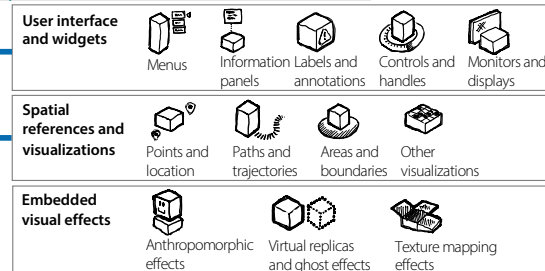 User interface
and widgets
Menus
Information
panels
Labels and
annotations
Controls and
handles
Monitors and
displays
Spatial
references and
visualizations
Points and
location
Paths and
trajectories
Areas and
boundaries
Other
visualizations
Embedded
visual effects
Anthropomorphic
effects
Virtual replicas
and ghost effects
Texture mapping
effects